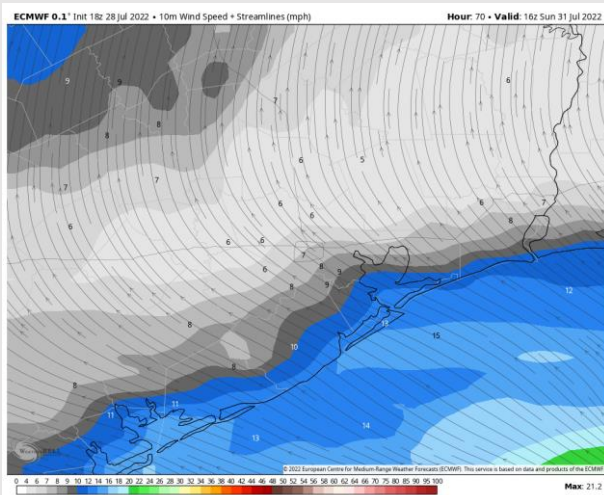 ECMWF 0.1° Init 18z 28 Jul 2022 • 10m Wind Speed + Streamlines (mph) Hour: 70 • Valid: 16z Sun 31 Jul 2022
9 9 6
7
8
8
6 5
7 7
6 6 7
6 8
6
6 6
7
6 8 9
8 9
12
8 13
10 15
8
8
11 11
14
13
© 2022 European Centre for Medium-Range Weather Forecasts (ECMWF). This service is based on data and products of the ECMWF
0 4 6 7 8 9 10 12 14 16 18 20 22 24 26 28 30 32 34 36 38 40 42 44 46 48 50 52 54 56 58 60 62 64 66 68 70 75 80 85 90 95 100
Max: 21.2